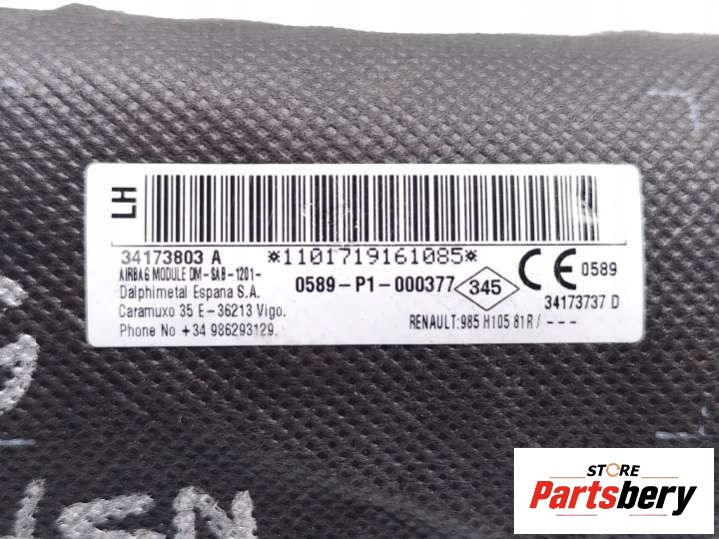 LH
34173803 A *1101719161085*
AIRBAG MODULE DM-SAB-1201-
Dalphimetal Espana S.A. 0589-P1-000377 345 CE 0589
Caramuxo 35 E-36213 Vigo. 34173737 D
Phone No +34 986293129. RENAULT:985 H105 81R/ ---
STORE
Partsbery